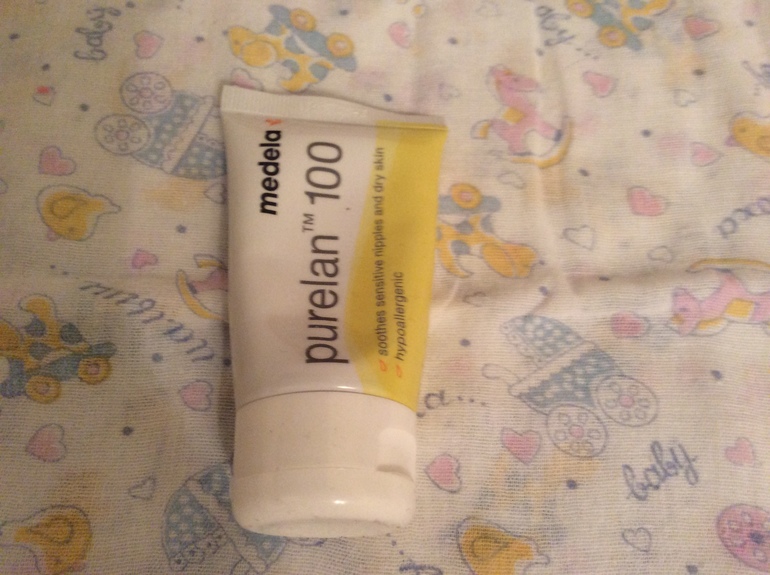 medela
purelan™ 100
soothes sensitive nipples and dry skin
hypoallergenic
baby
baby